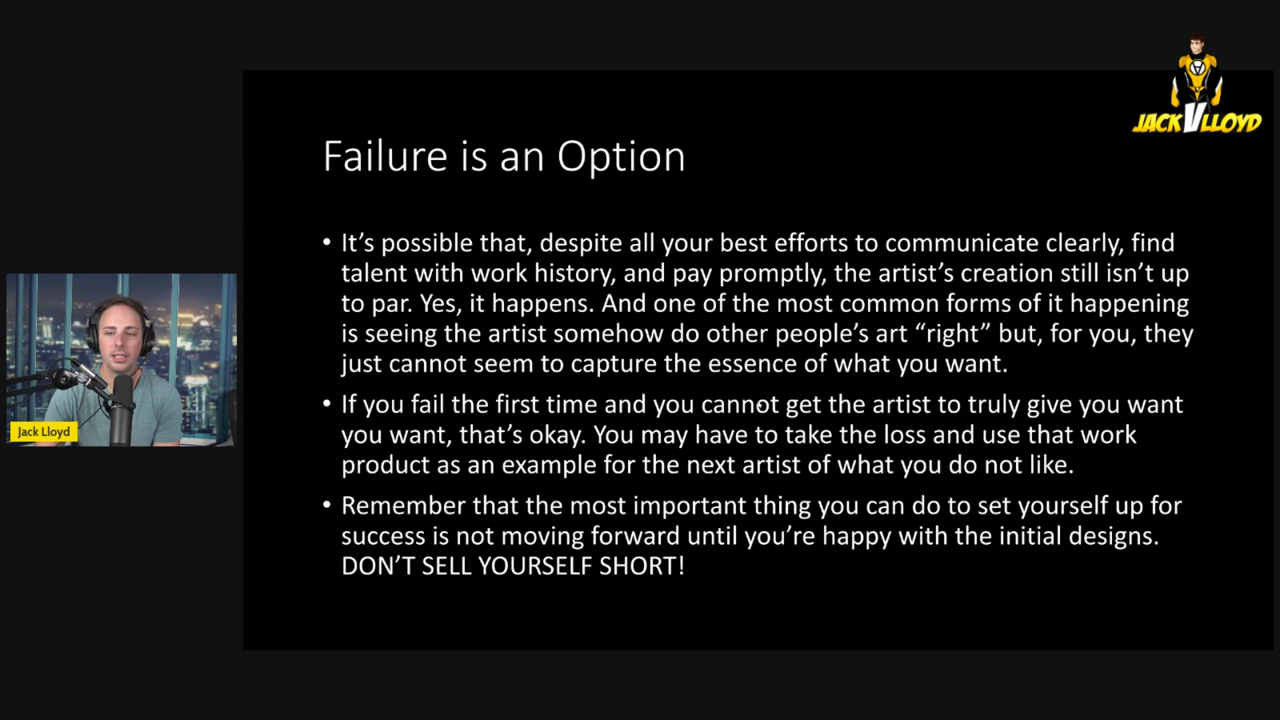 JACK V LLOYD
Failure is an Option
• It’s possible that, despite all your best efforts to communicate clearly, find
talent with work history, and pay promptly, the artist’s creation still isn’t up
to par. Yes, it happens. And one of the most common forms of it happening
is seeing the artist somehow do other people’s art “right” but, for you, they
just cannot seem to capture the essence of what you want.
• If you fail the first time and you cannot get the artist to truly give you want
you want, that’s okay. You may have to take the loss and use that work
product as an example for the next artist of what you do not like.
• Remember that the most important thing you can do to set yourself up for
success is not moving forward until you’re happy with the initial designs.
DON’T SELL YOURSELF SHORT!
Jack Lloyd